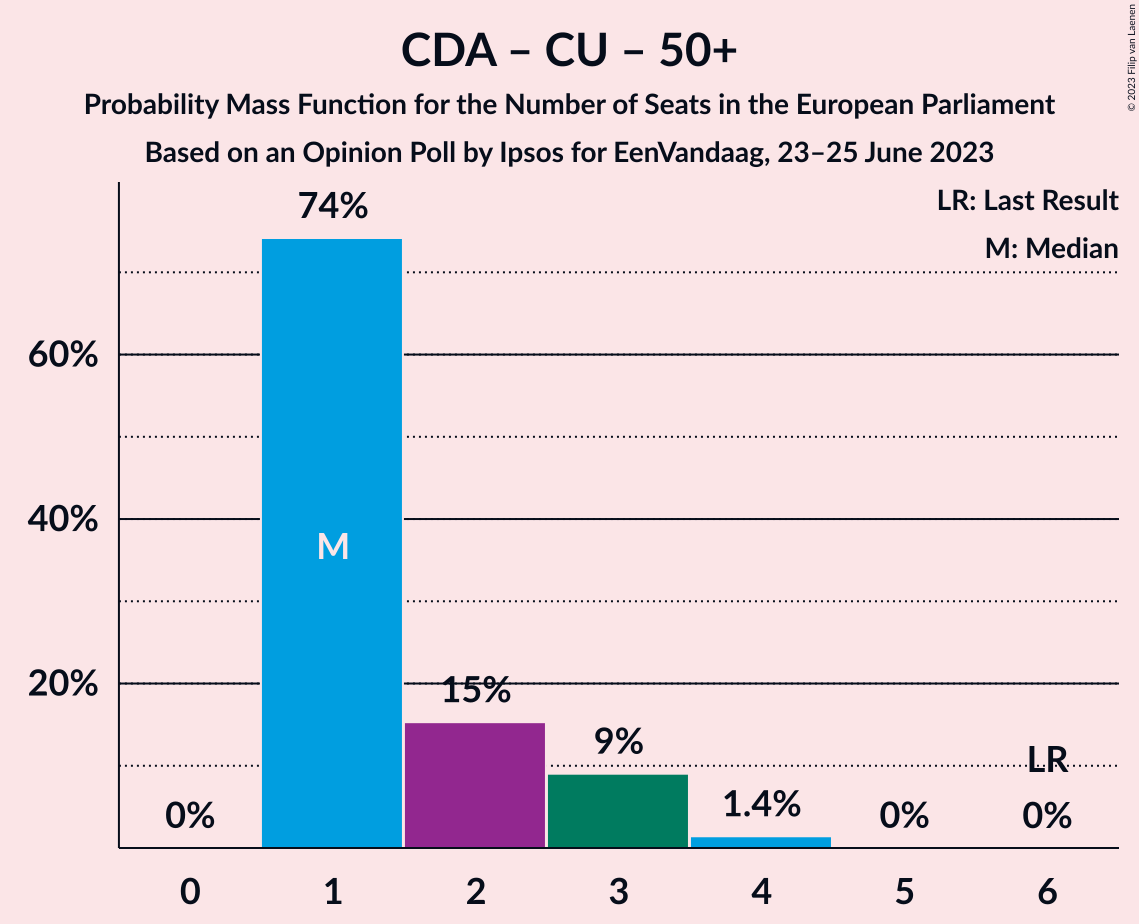 CDA – CU – 50+
Probability Mass Function for the Number of Seats in the European Parliament
Based on an Opinion Poll by Ipsos for EenVandaag, 23–25 June 2023
© 2023 Filip van Laenen
LR: Last Result
M: Median
74%
60%
40%
M
20%
15%
9%
LR
0%
1.4%
0%
0%
0
1
2
3
4
5
6